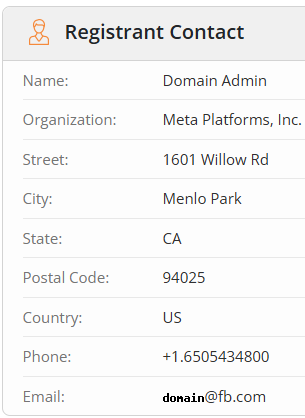 Registrant Contact
Name: Domain Admin
Organization: Meta Platforms, Inc.
Street: 1601 Willow Rd
City: Menlo Park
State: CA
Postal Code: 94025
Country: US
Phone: +1.6505434800
Email: domain@fb.com